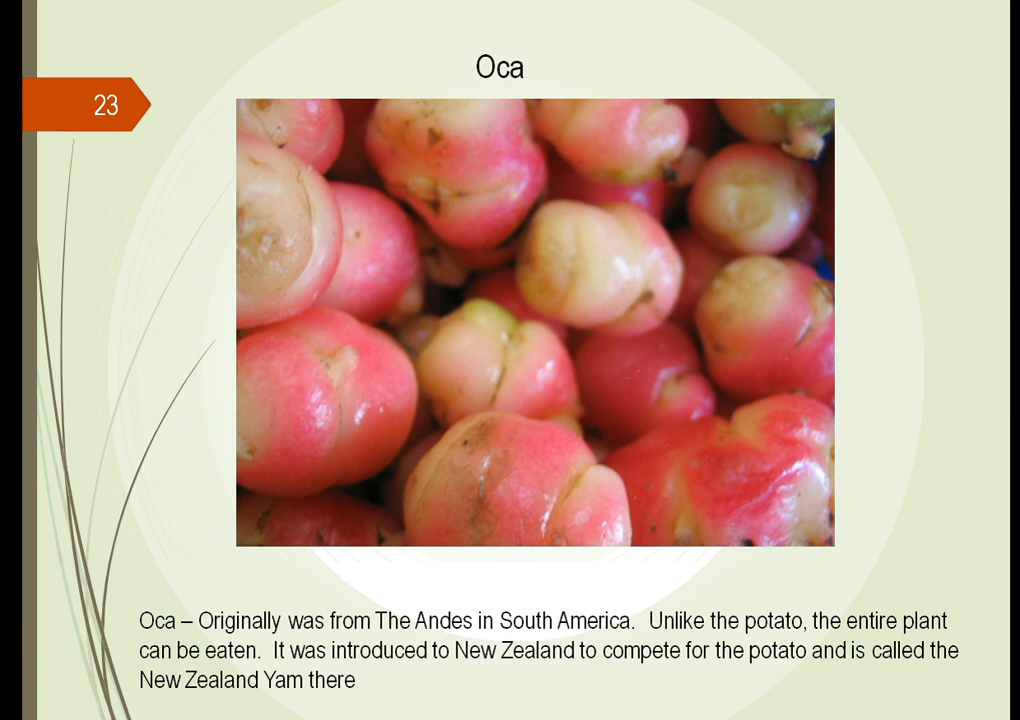 Oca
23
Oca – Originally was from The Andes in South America. Unlike the potato, the entire plant
can be eaten. It was introduced to New Zealand to compete for the potato and is called the
New Zealand Yam there